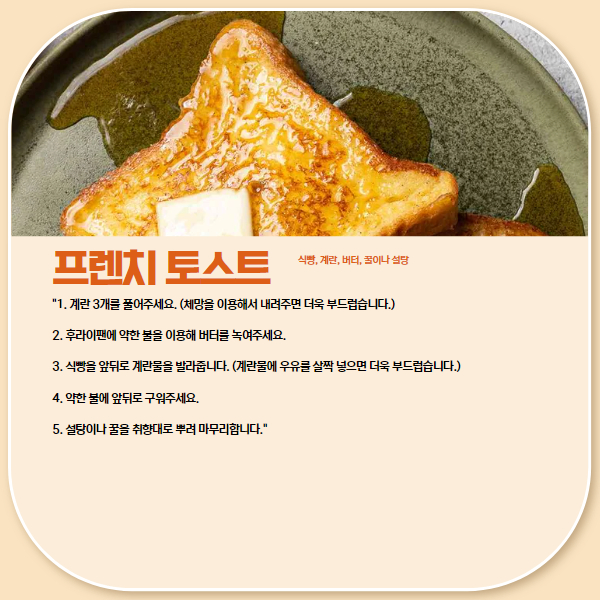 프렌치 토스트
식빵, 계란, 버터, 꿀이나 설탕
"1. 계란 3개를 풀어주세요. (체망을 이용해서 내려주면 더욱 부드럽습니다.)
2. 후라이팬에 약한 불을 이용해 버터를 녹여주세요.
3. 식빵을 앞뒤로 계란물을 발라줍니다. (계란물에 우유를 살짝 넣으면 더욱 부드럽습니다.)
4. 약한 불에 앞뒤로 구워주세요.
5. 설탕이나 꿀을 취향대로 뿌려 마무리합니다."